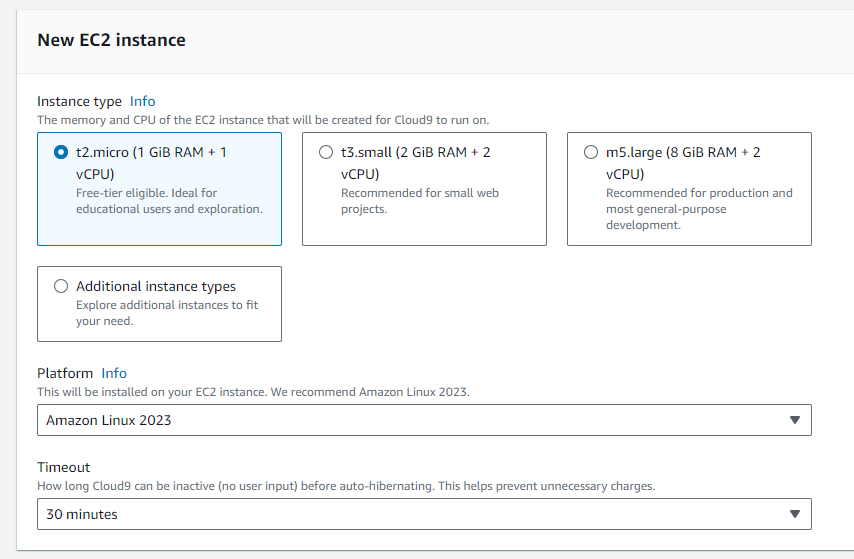 New EC2 instance
Instance type Info
The memory and CPU of the EC2 instance that will be created for Cloud9 to run on.
t2.micro (1 GiB RAM + 1
vCPU)
Free-tier eligible. Ideal for
educational users and exploration.
t3.small (2 GiB RAM + 2
vCPU)
Recommended for small web
projects.
m5.large (8 GiB RAM + 2
vCPU)
Recommended for production and
most general-purpose
development.
Additional instance types
Explore additional instances to fit
your need.
Platform Info
This will be installed on your EC2 instance. We recommend Amazon Linux 2023.
Amazon Linux 2023
Timeout
How long Cloud9 can be inactive (no user input) before auto-hibernating. This helps prevent unnecessary charges.
30 minutes